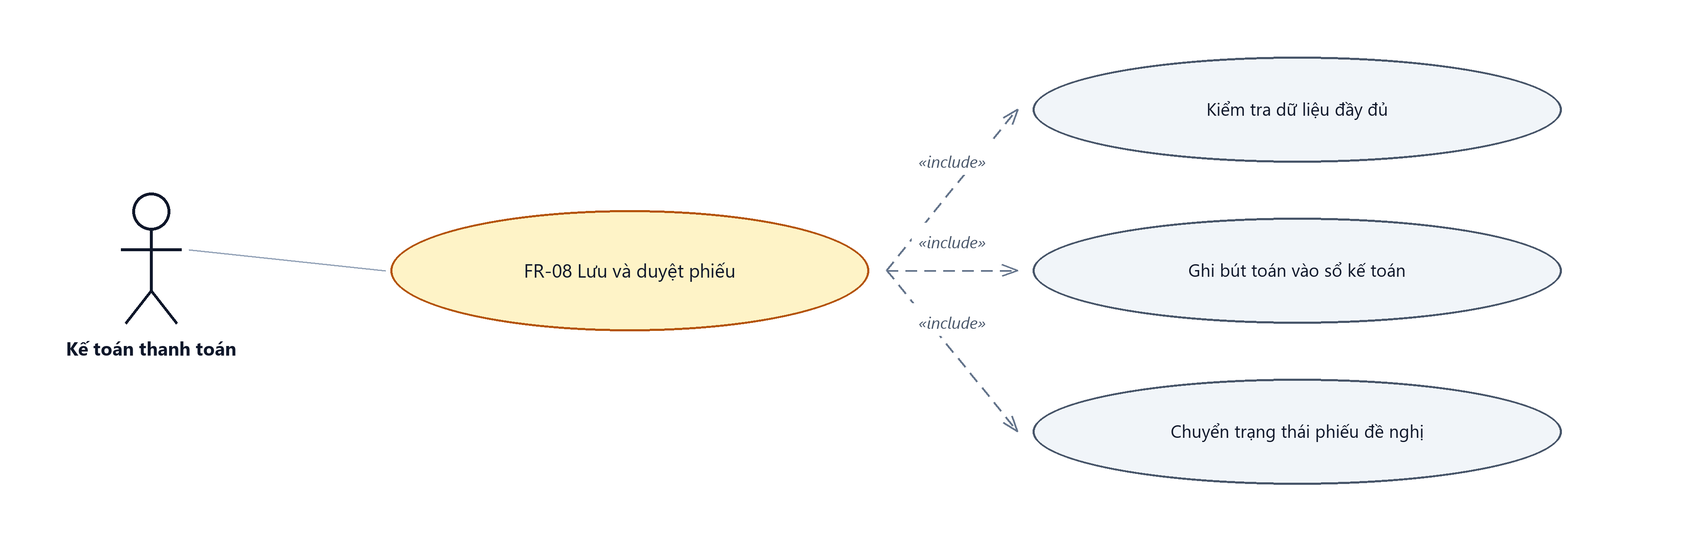 Kiểm tra dữ liệu đầy đủ
«include»
«include»
FR-08 Lưu và duyệt phiếu
Ghi bút toán vào sổ kế toán
«include»
Kế toán thanh toán
Chuyển trạng thái phiếu đề nghị